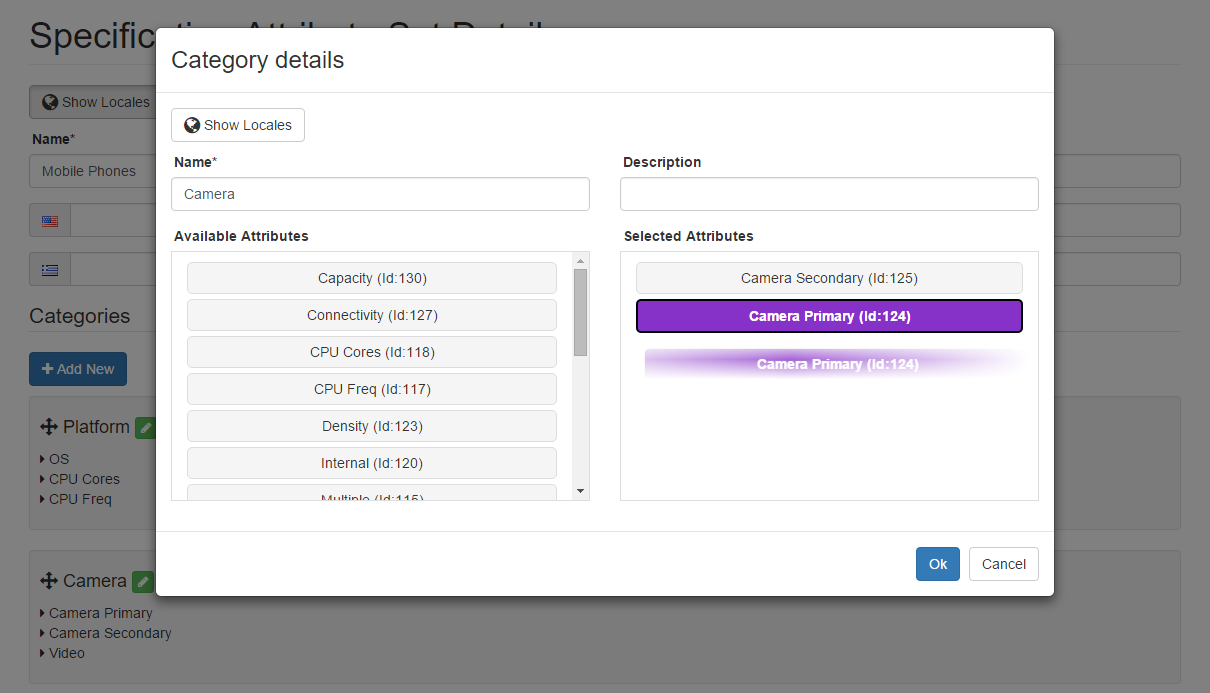 Show Locales
Name*
Mobile Phones
Categories
Add New
Platform
OS
CPU Cores
CPU Freq
Camera
Camera Primary
Camera Secondary
Video
Category details
Show Locales
Name*
Description
Camera
Available Attributes
Selected Attributes
Capacity (Id:130)
Connectivity (Id:127)
CPU Cores (Id:118)
CPU Freq (Id:117)
Density (Id:123)
Internal (Id:120)
Multiple (Id:115)
Camera Secondary (Id:125)
Camera Primary (Id:124)
Camera Primary (Id:124)
Ok
Cancel